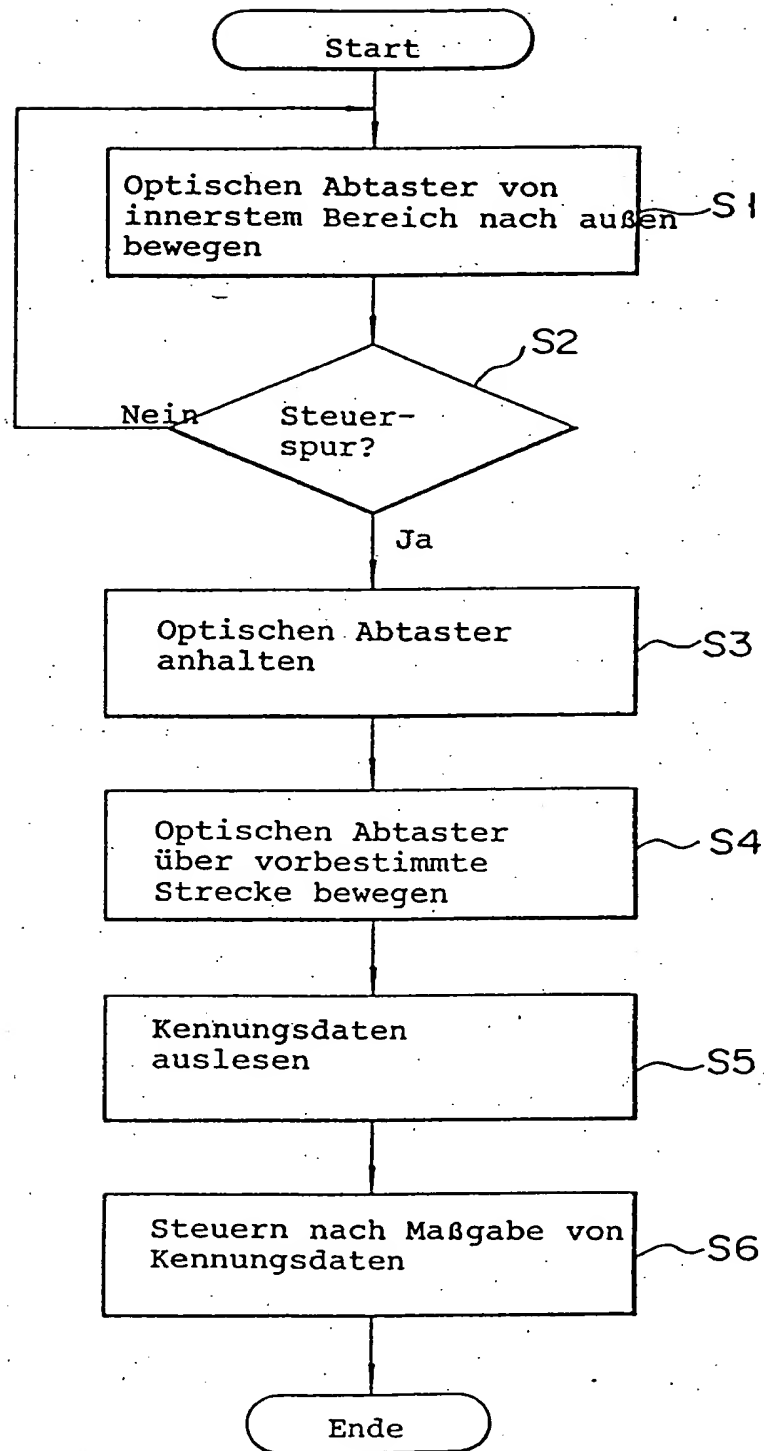 Start
Optischen Abtaster von
innerstem Bereich nach außen
bewegen
S1
S2
Nein
Steuer-
spur?
Ja
Optischen Abtaster
anhalten
S3
Optischen Abtaster
über vorbestimmte
Strecke bewegen
S4
Kennungsdaten
auslesen
S5
Steuern nach Maßgabe von
Kennungsdaten
S6
Ende